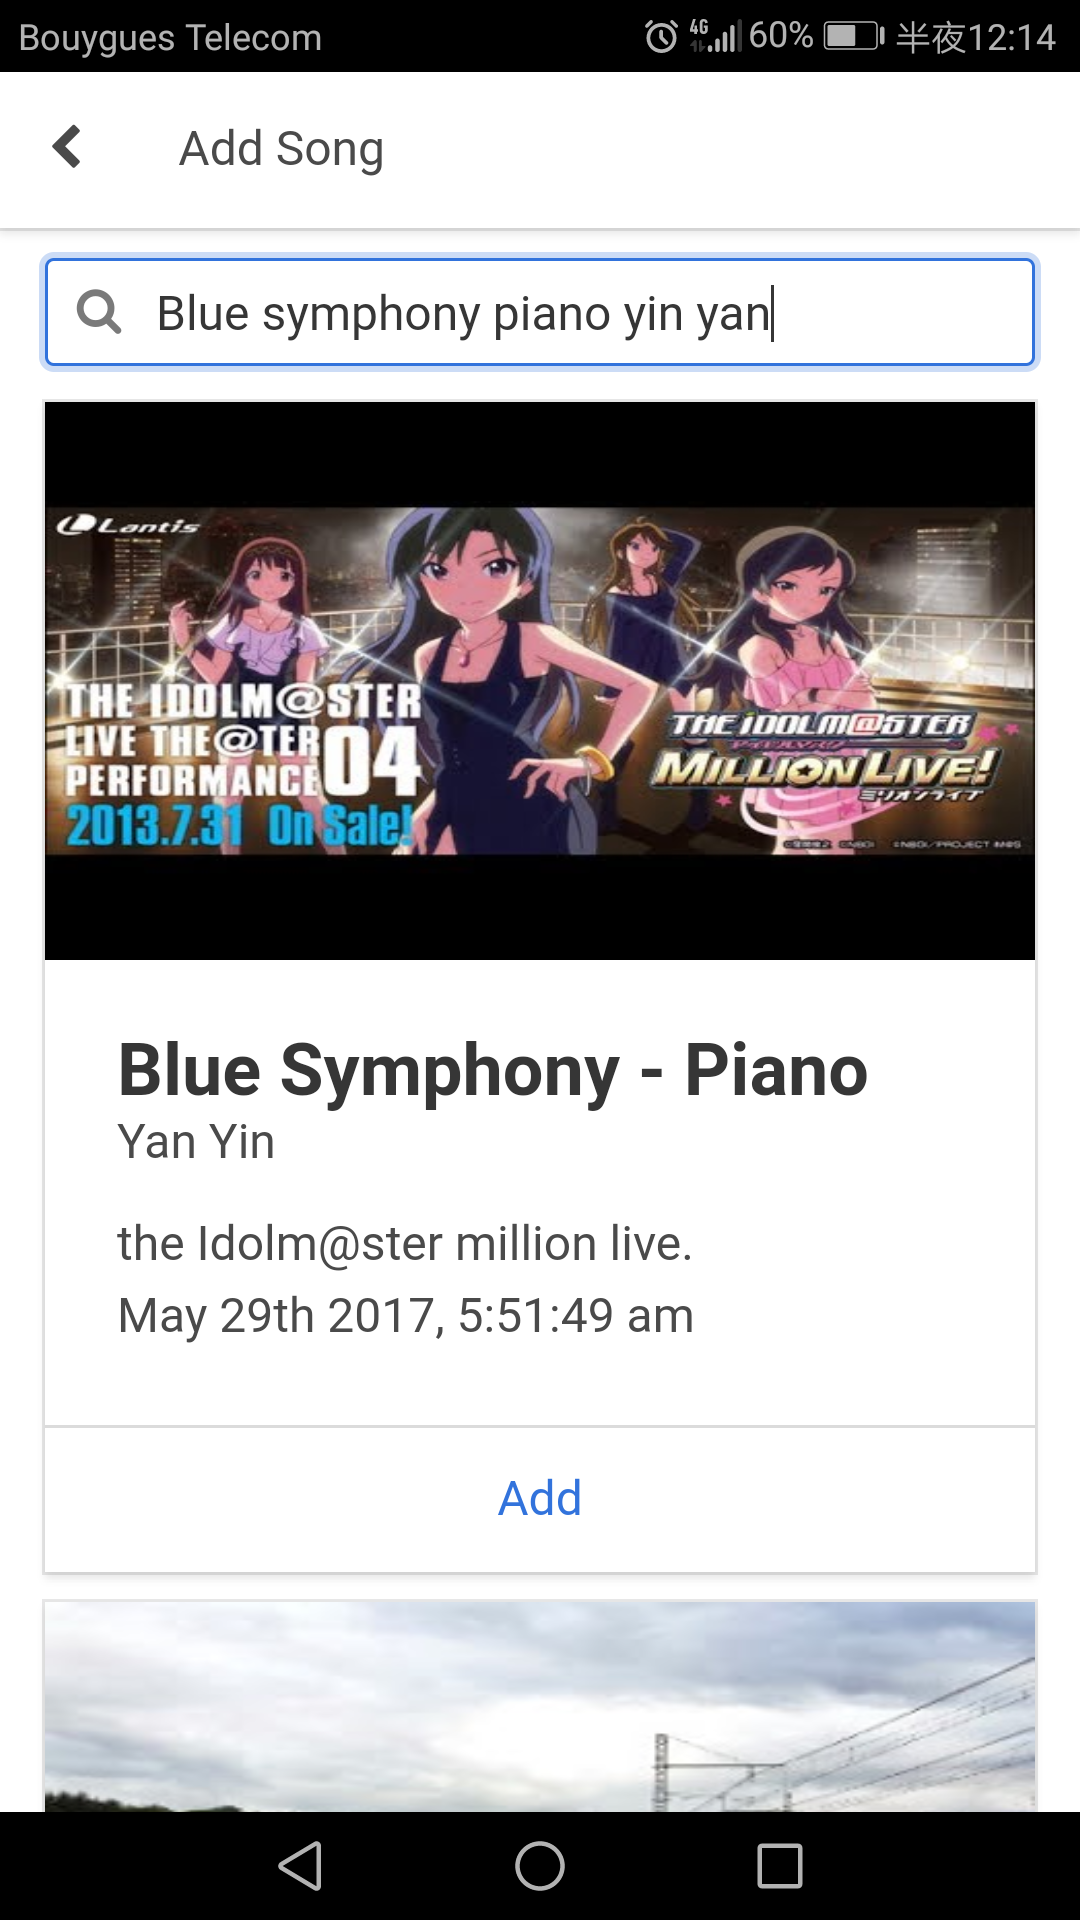 Bouygues Telecom
4G 60% 半夜12:14
Add Song
Blue symphony piano yin yan
Lantis
THE IDOLM@STER
LIVE THE@TER
PERFORMANCE 04
2013.7.31 On Sale!
THE iDOLM@STER
MILLION LIVE!
ミリオンライブ
Blue Symphony - Piano
Yan Yin
the Idolm@ster million live.
May 29th 2017, 5:51:49 am
Add